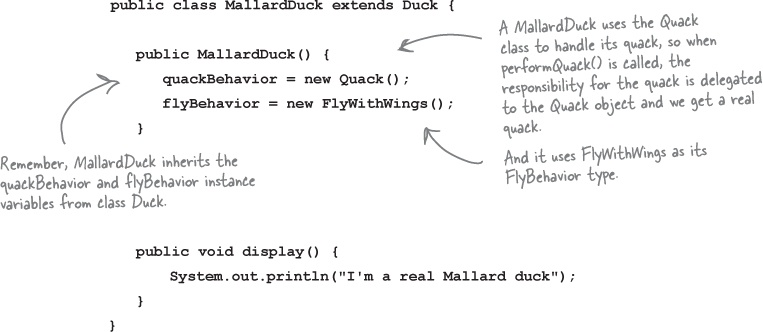 public class MallardDuck extends Duck {
public MallardDuck() {
quackBehavior = new Quack();
flyBehavior = new FlyWithWings();
}
A MallardDuck uses the Quack
class to handle its quack, so when
performQuack() is called, the
responsibility for the quack is delegated
to the Quack object and we get a real
quack.
And it uses FlyWithWings as its
FlyBehavior type.
Remember, MallardDuck inherits the
quackBehavior and flyBehavior instance
variables from class Duck.
public void display() {
System.out.println("I'm a real Mallard duck");
}
}